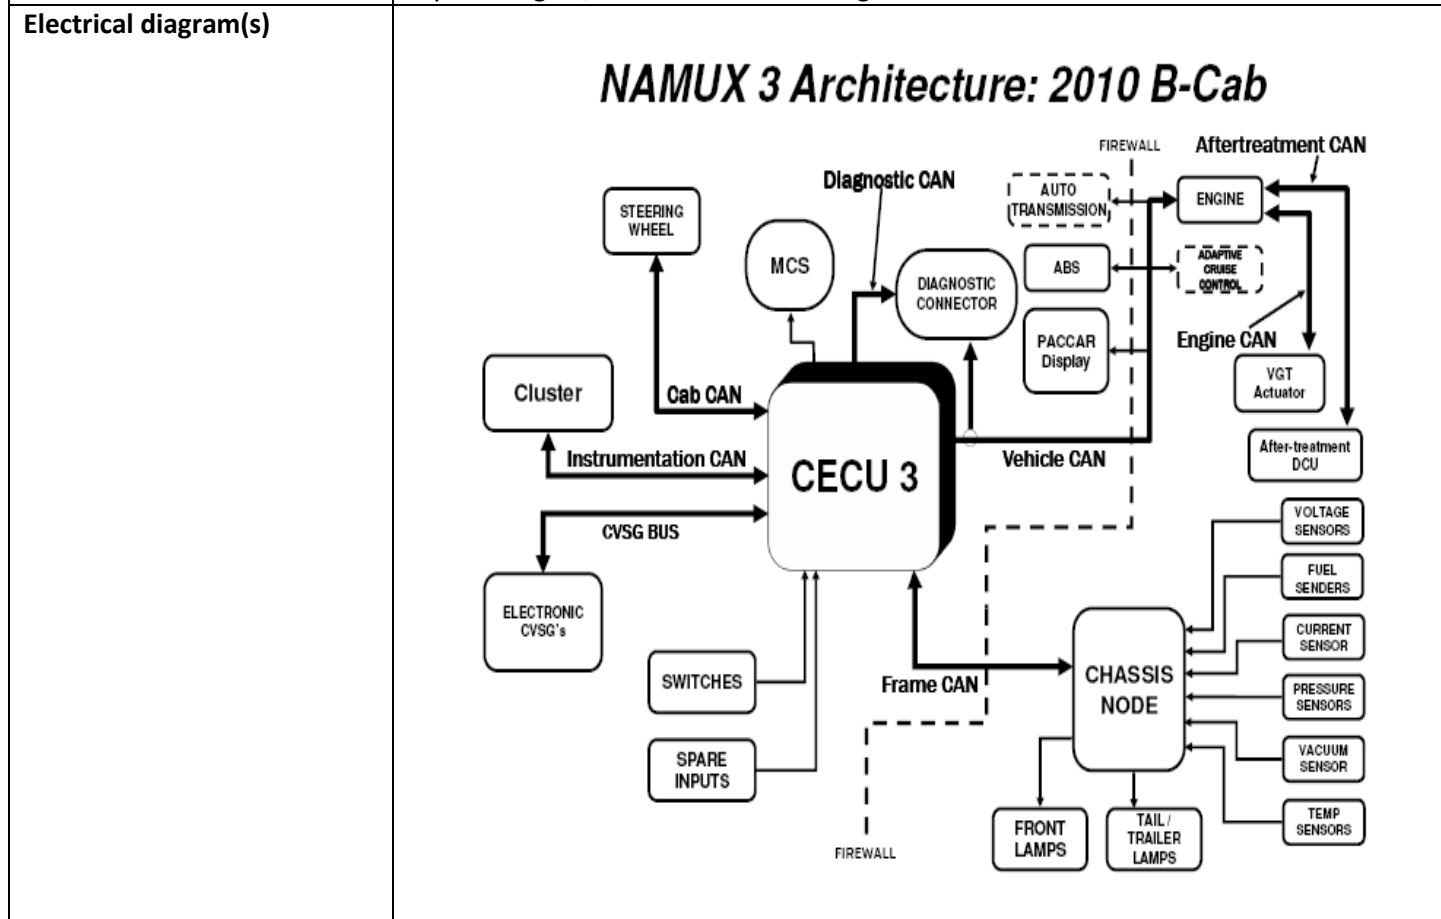 Electrical diagram(s)
NAMUX 3 Architecture: 2010 B-Cab
FIREWALL
Aftertreatment CAN
Diagnostic CAN
AUTO
TRANSMISSION
ENGINE
STEERING
WHEEL
MCS
ABS
ADAPTIVE
CRUISE
CONTROL
DIAGNOSTIC
CONNECTOR
PACCAR
Display
Engine CAN
VGT
Actuator
Cluster
Cab CAN
Instrumentation CAN
CECU 3
Vehicle CAN
After-treatment
DCU
CVSG BUS
VOLTAGE
SENSORS
FUEL
SENDERS
ELECTRONIC
CVSG's
CURRENT
SENSOR
SWITCHES
Frame CAN
CHASSIS
NODE
PRESSURE
SENSORS
SPARE
INPUTS
VACUUM
SENSOR
TEMP
SENSORS
FRONT
LAMPS
TAIL /
TRAILER
LAMPS
FIREWALL